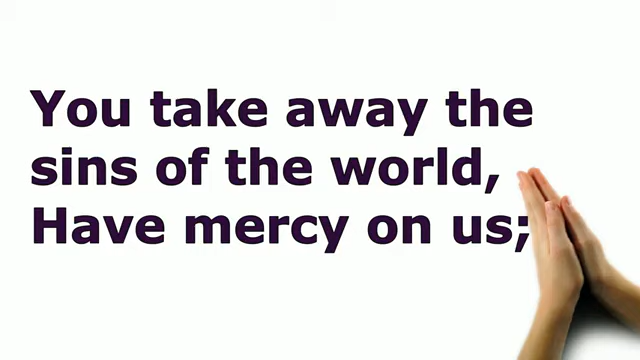 You take away the
sins of the world,
Have mercy on us;